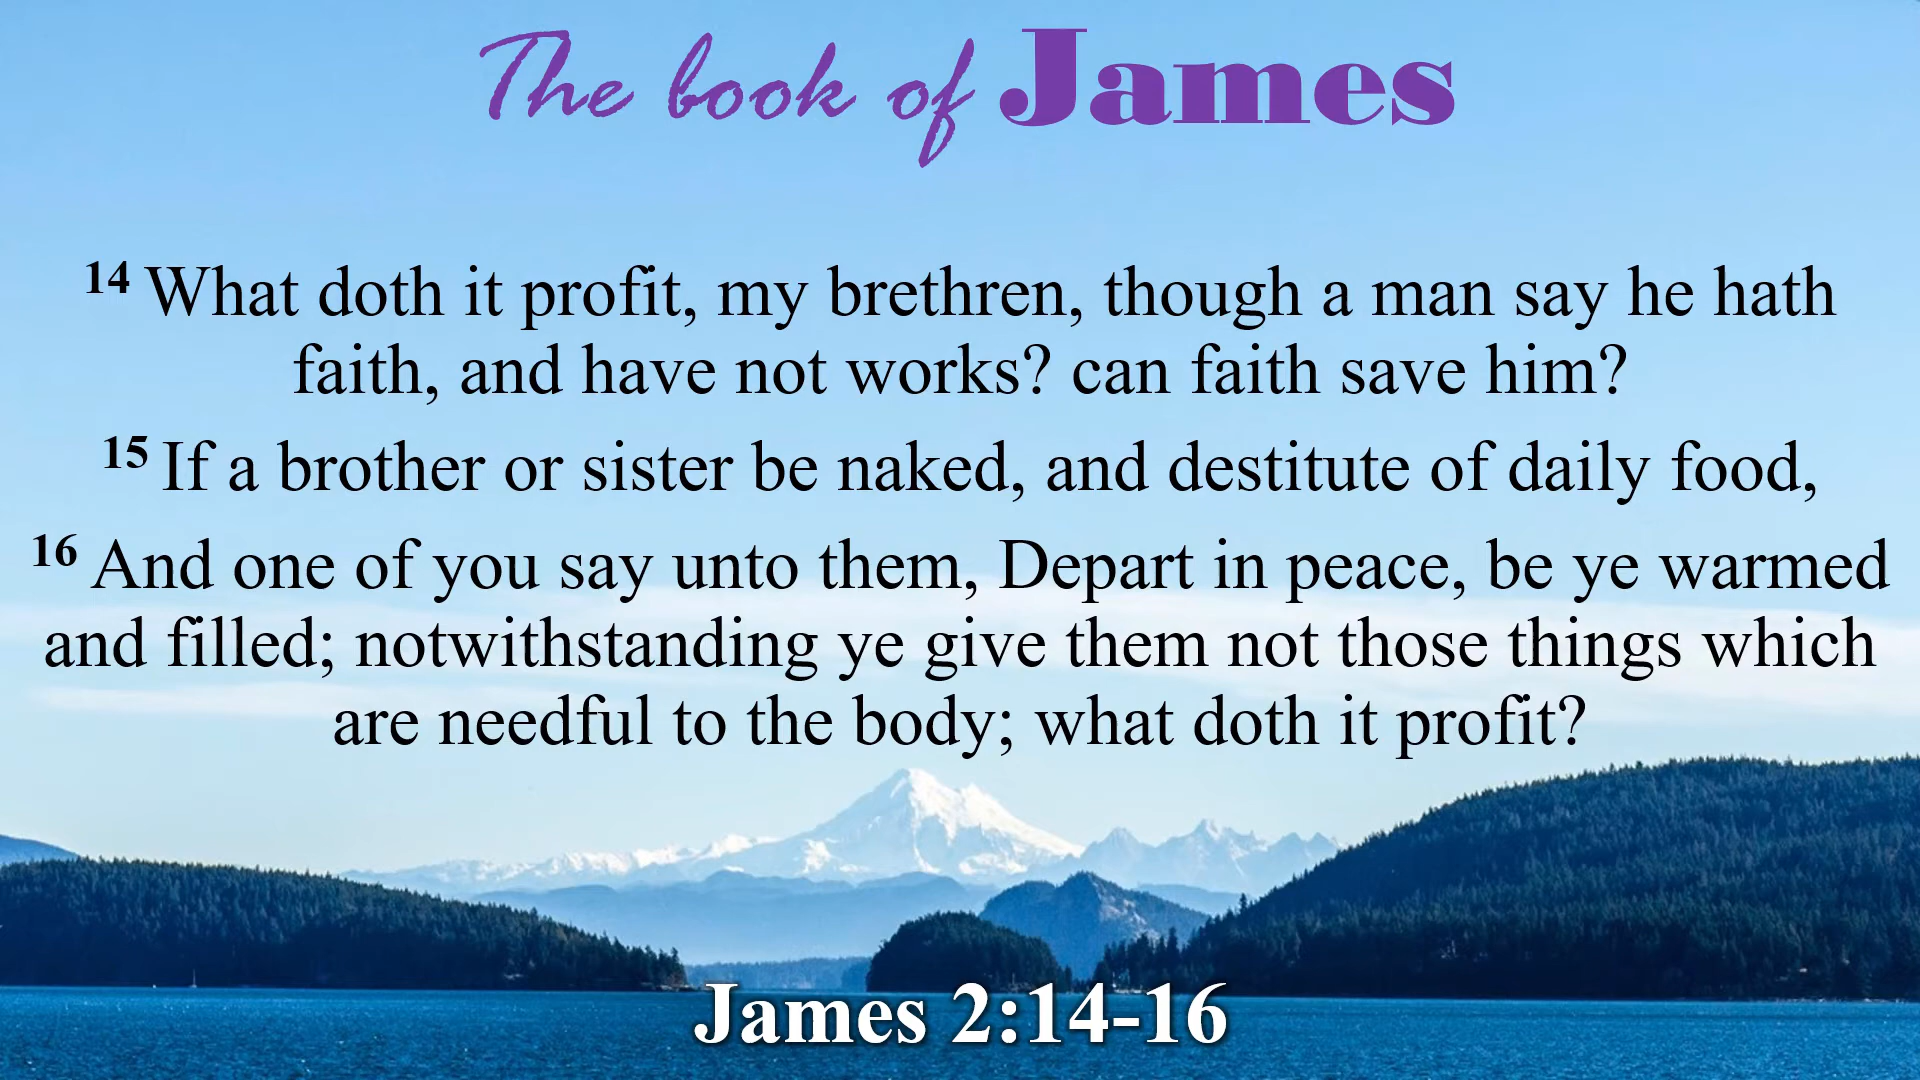 The book of James
14 What doth it profit, my brethren, though a man say he hath
faith, and have not works? can faith save him?
15 If a brother or sister be naked, and destitute of daily food,
16 And one of you say unto them, Depart in peace, be ye warmed
and filled; notwithstanding ye give them not those things which
are needful to the body; what doth it profit?
James 2:14-16